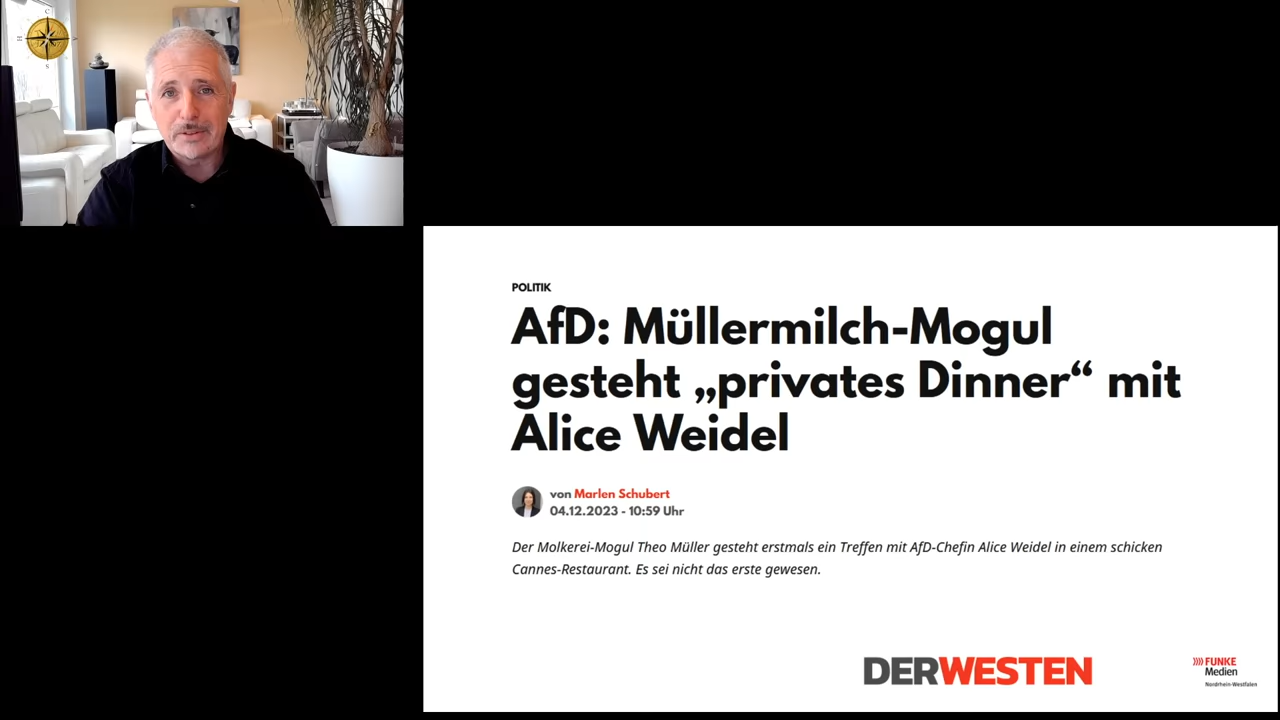 C
H
S
POLITIK
AfD: Müllermilch-Mogul
gesteht „privates Dinner“ mit
Alice Weidel
von Marlen Schubert
04.12.2023 - 10:59 Uhr
Der Molkerei-Mogul Theo Müller gesteht erstmals ein Treffen mit AfD-Chefin Alice Weidel in einem schicken
Cannes-Restaurant. Es sei nicht das erste gewesen.
DERWESTEN
FUNKE
Medien
Nordrhein-Westfalen